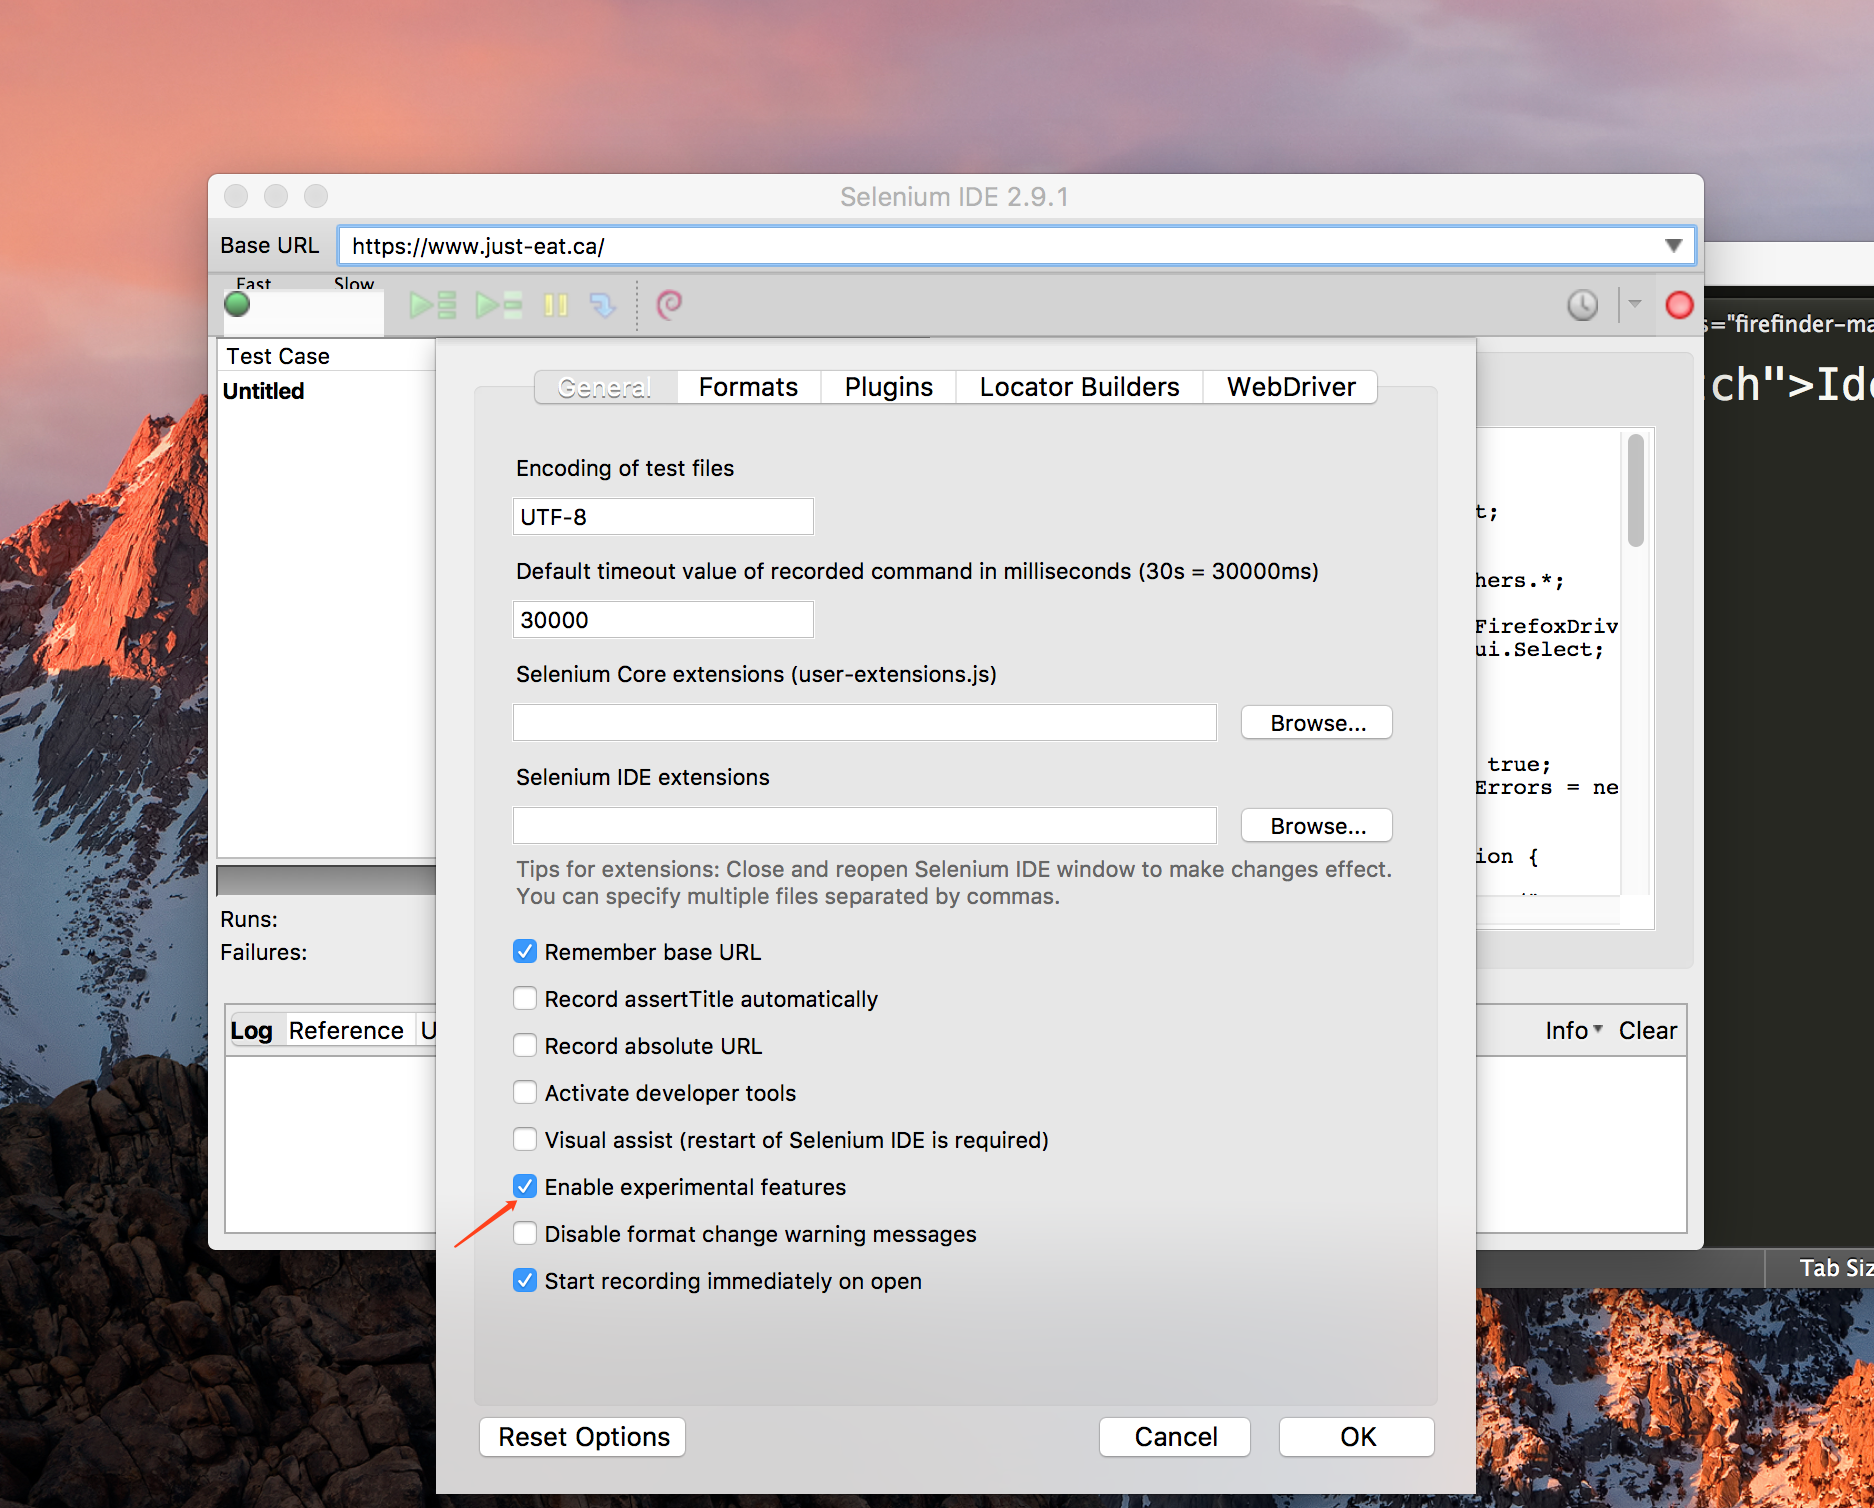 Selenium IDE 2.9.1
Base URL https://www.just-eat.ca/
Fast Slow
="firefinder-ma
Test Case
Untitled
General Formats Plugins Locator Builders WebDriver
ch">Ide
Encoding of test files
UTF-8
t;
Default timeout value of recorded command in milliseconds (30s = 30000ms)
hers.*;
30000
FirefoxDriv
ui.Select;
Selenium Core extensions (user-extensions.js)
Browse...
Selenium IDE extensions
true;
Errors = ne
Browse...
ion {
Tips for extensions: Close and reopen Selenium IDE window to make changes effect.
You can specify multiple files separated by commas.
Runs:
Failures:
Remember base URL
Record assertTitle automatically
Log Reference U
Info Clear
Record absolute URL
Activate developer tools
Visual assist (restart of Selenium IDE is required)
Enable experimental features
Disable format change warning messages
Start recording immediately on open
Tab Siz
Reset Options Cancel OK